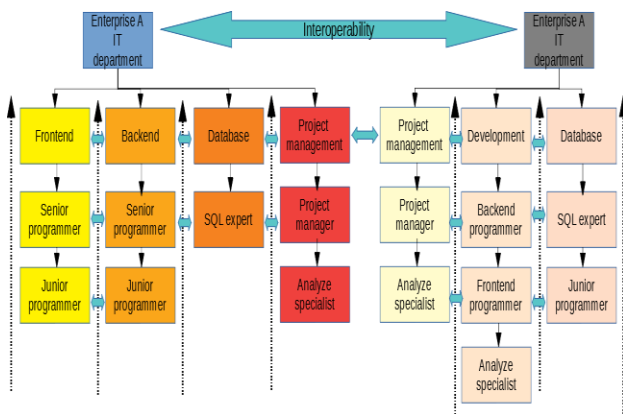 Enterprise A
IT
department
Interoperability
Enterprise A
IT
department
Frontend
Backend
Database
Project
management
Project
management
Development
Database
Senior
programmer
Senior
programmer
SQL expert
Project
manager
Project
manager
Backend
programmer
SQL expert
Junior
programmer
Junior
programmer
Analyze
specialist
Analyze
specialist
Frontend
programmer
Junior
programmer
Analyze
specialist